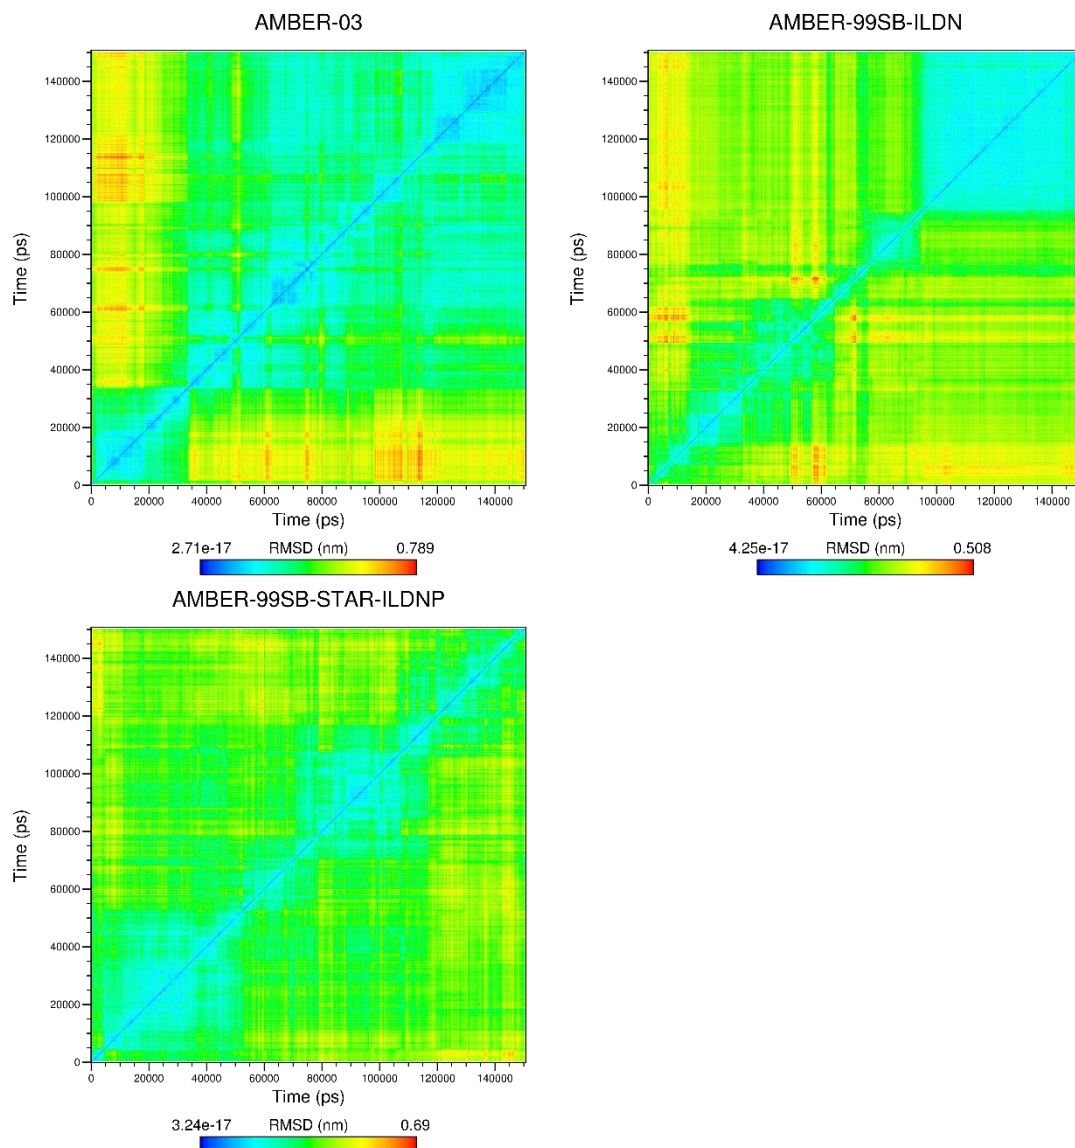 AMBER-03
140000
120000
100000
80000
60000
40000
20000
0
Time (ps)
0 20000 40000 60000 80000 100000 120000 140000
Time (ps)
2.71e-17 RMSD (nm) 0.789
AMBER-99SB-ILDN
140000
120000
100000
80000
60000
40000
20000
0
Time (ps)
0 20000 40000 60000 80000 100000 120000 140000
Time (ps)
4.25e-17 RMSD (nm) 0.508
AMBER-99SB-STAR-ILDNP
140000
120000
100000
80000
60000
40000
20000
0
Time (ps)
0 20000 40000 60000 80000 100000 120000 140000
Time (ps)
3.24e-17 RMSD (nm) 0.69